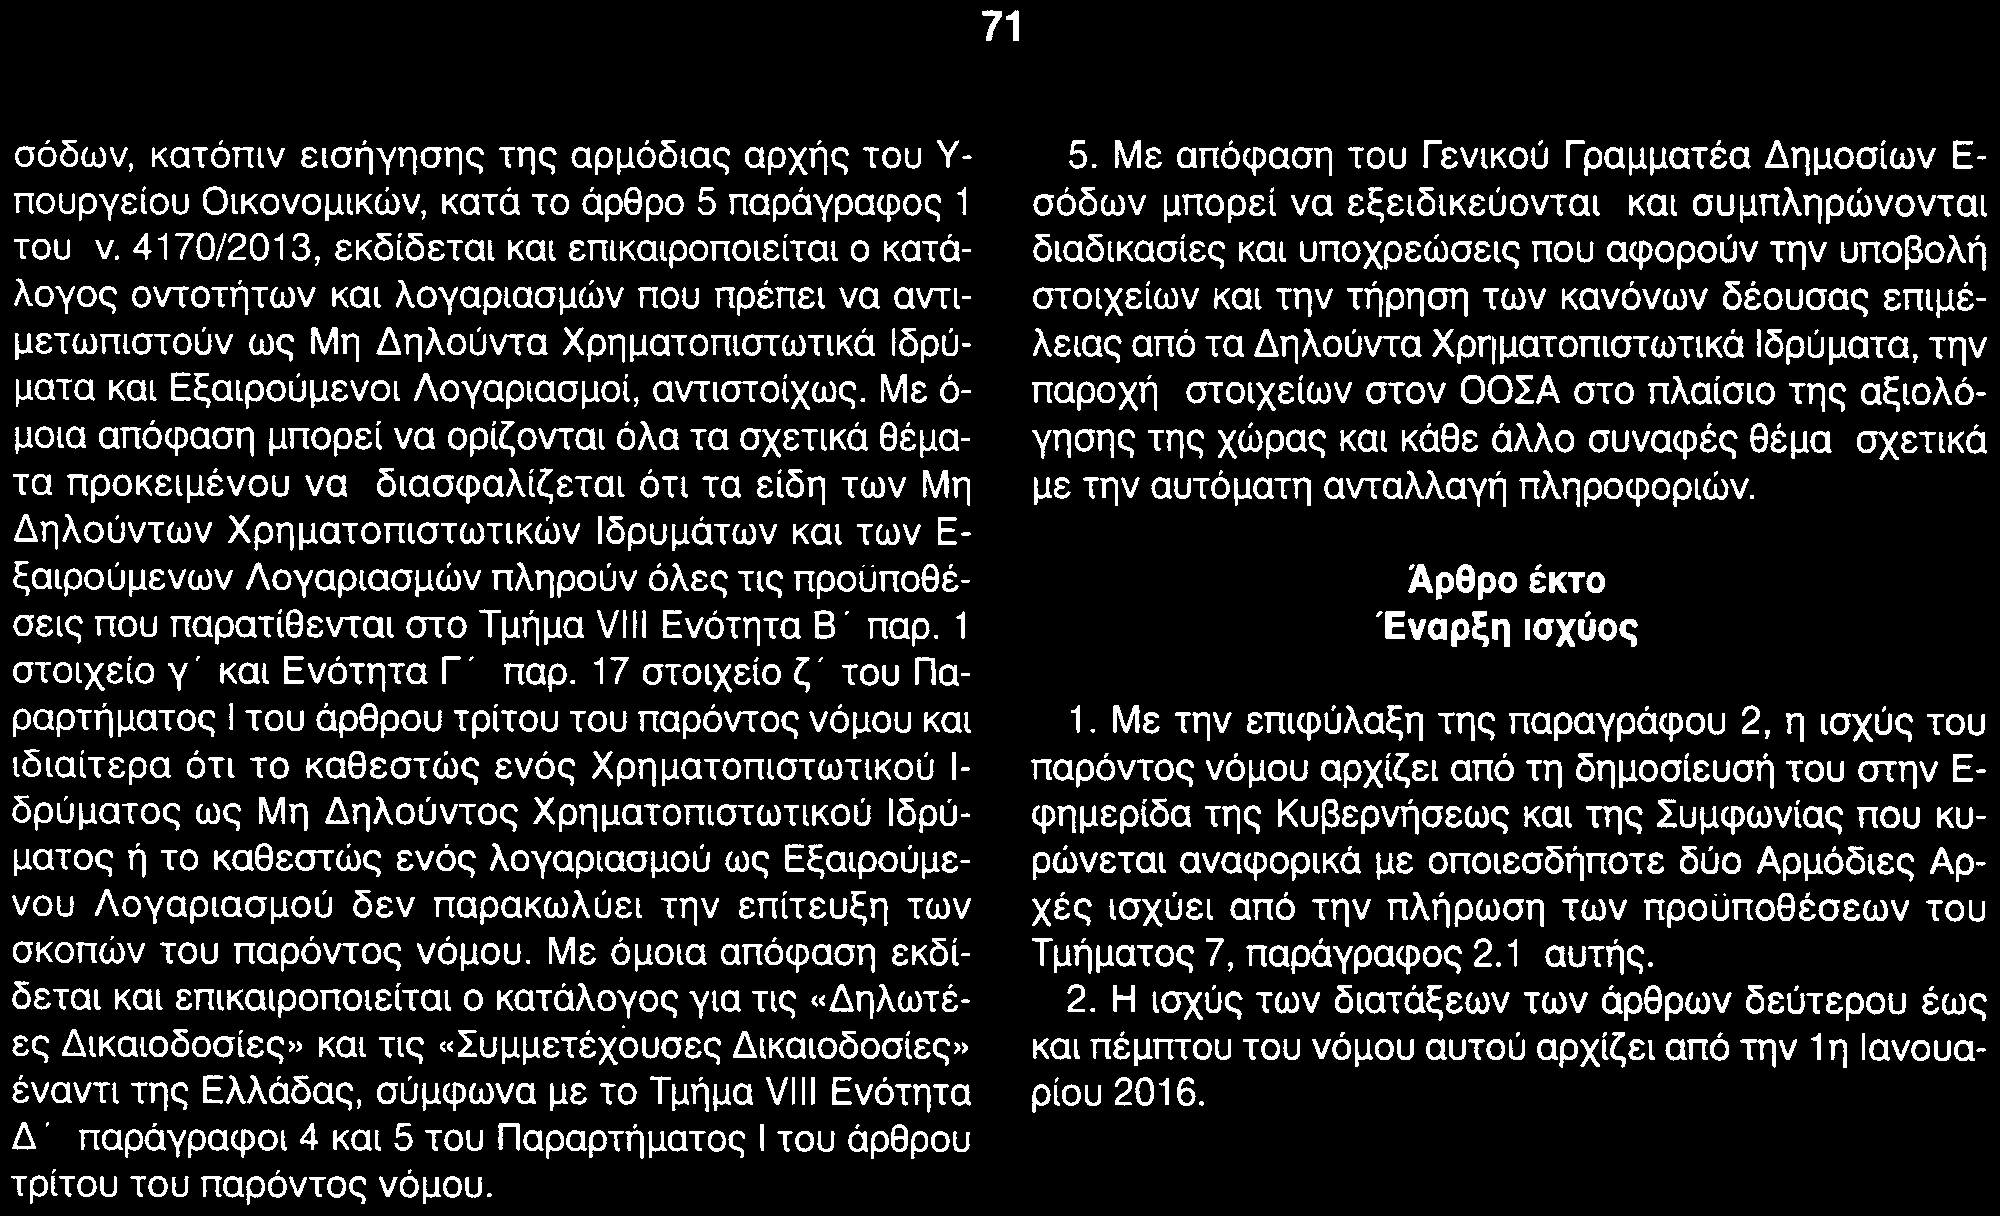 71
σόδων, κατόπιν εισήγησης της αρμόδιας αρχής του Υ-
πουργείου Οικονομικών, κατά το άρθρο 5 παράγραφος 1
του ν. 4170/2013, εκδίδεται και επικαιροποιείται ο κατά-
λογος οντοτήτων και λογαριασμών που πρέπει να αντι-
μετωπιστούν ως Μη Δηλούντα Χρηματοπιστωτικά Ιδρύ-
ματα και Εξαιρούμενοι Λογαριασμοί, αντιστοίχως. Με ό-
μοια απόφαση μπορεί να ορίζονται όλα τα σχετικά θέμα-
τα προκειμένου να διασφαλίζεται ότι τα είδη των Μη
Δηλούντων Χρηματοπιστωτικών Ιδρυμάτων και των Ε-
ξαιρούμενων Λογαριασμών πληρούν όλες τις προϋποθέ-
σεις που παρατίθενται στο Τμήμα VIII Ενότητα Β΄ παρ. 1
στοιχείο γ΄ και Ενότητα Γ΄ παρ. 17 στοιχείο ζ΄ του Πα-
ραρτήματος Ι του άρθρου τρίτου του παρόντος νόμου και
ιδιαίτερα ότι το καθεστώς ενός Χρηματοπιστωτικού Ι-
δρύματος ως Μη Δηλούντος Χρηματοπιστωτικού Ιδρύ-
ματος ή το καθεστώς ενός λογαριασμού ως Εξαιρούμε-
νου Λογαριασμού δεν παρακωλύει την επίτευξη των
σκοπών του παρόντος νόμου. Με όμοια απόφαση εκδί-
δεται και επικαιροποιείται ο κατάλογος για τις «Δηλωτέ-
ες Δικαιοδοσίες» και τις «Συμμετέχουσες Δικαιοδοσίες»
έναντι της Ελλάδας, σύμφωνα με το Τμήμα VIII Ενότητα
Δ΄ παράγραφοι 4 και 5 του Παραρτήματος Ι του άρθρου
τρίτου του παρόντος νόμου.
5. Με απόφαση του Γενικού Γραμματέα Δημοσίων Ε-
σόδων μπορεί να εξειδικεύονται και συμπληρώνονται
διαδικασίες και υποχρεώσεις που αφορούν την υποβολή
στοιχείων και την τήρηση των κανόνων δέουσας επιμέ-
λειας από τα Δηλούντα Χρηματοπιστωτικά Ιδρύματα, την
παροχή στοιχείων στον ΟΟΣΑ στο πλαίσιο της αξιολό-
γησης της χώρας και κάθε άλλο συναφές θέμα σχετικά
με την αυτόματη ανταλλαγή πληροφοριών.
Άρθρο έκτο
Έναρξη ισχύος
1. Με την επιφύλαξη της παραγράφου 2, η ισχύς του
παρόντος νόμου αρχίζει από τη δημοσίευσή του στην Ε-
φημερίδα της Κυβερνήσεως και της Συμφωνίας που κυ-
ρώνεται αναφορικά με οποιεσδήποτε δύο Αρμόδιες Αρ-
χές ισχύει από την πλήρωση των προϋποθέσεων του
Τμήματος 7, παράγραφος 2.1 αυτής.
2. Η ισχύς των διατάξεων των άρθρων δεύτερου έως
και πέμπτου του νόμου αυτού αρχίζει από την 1η Ιανουα-
ρίου 2016.